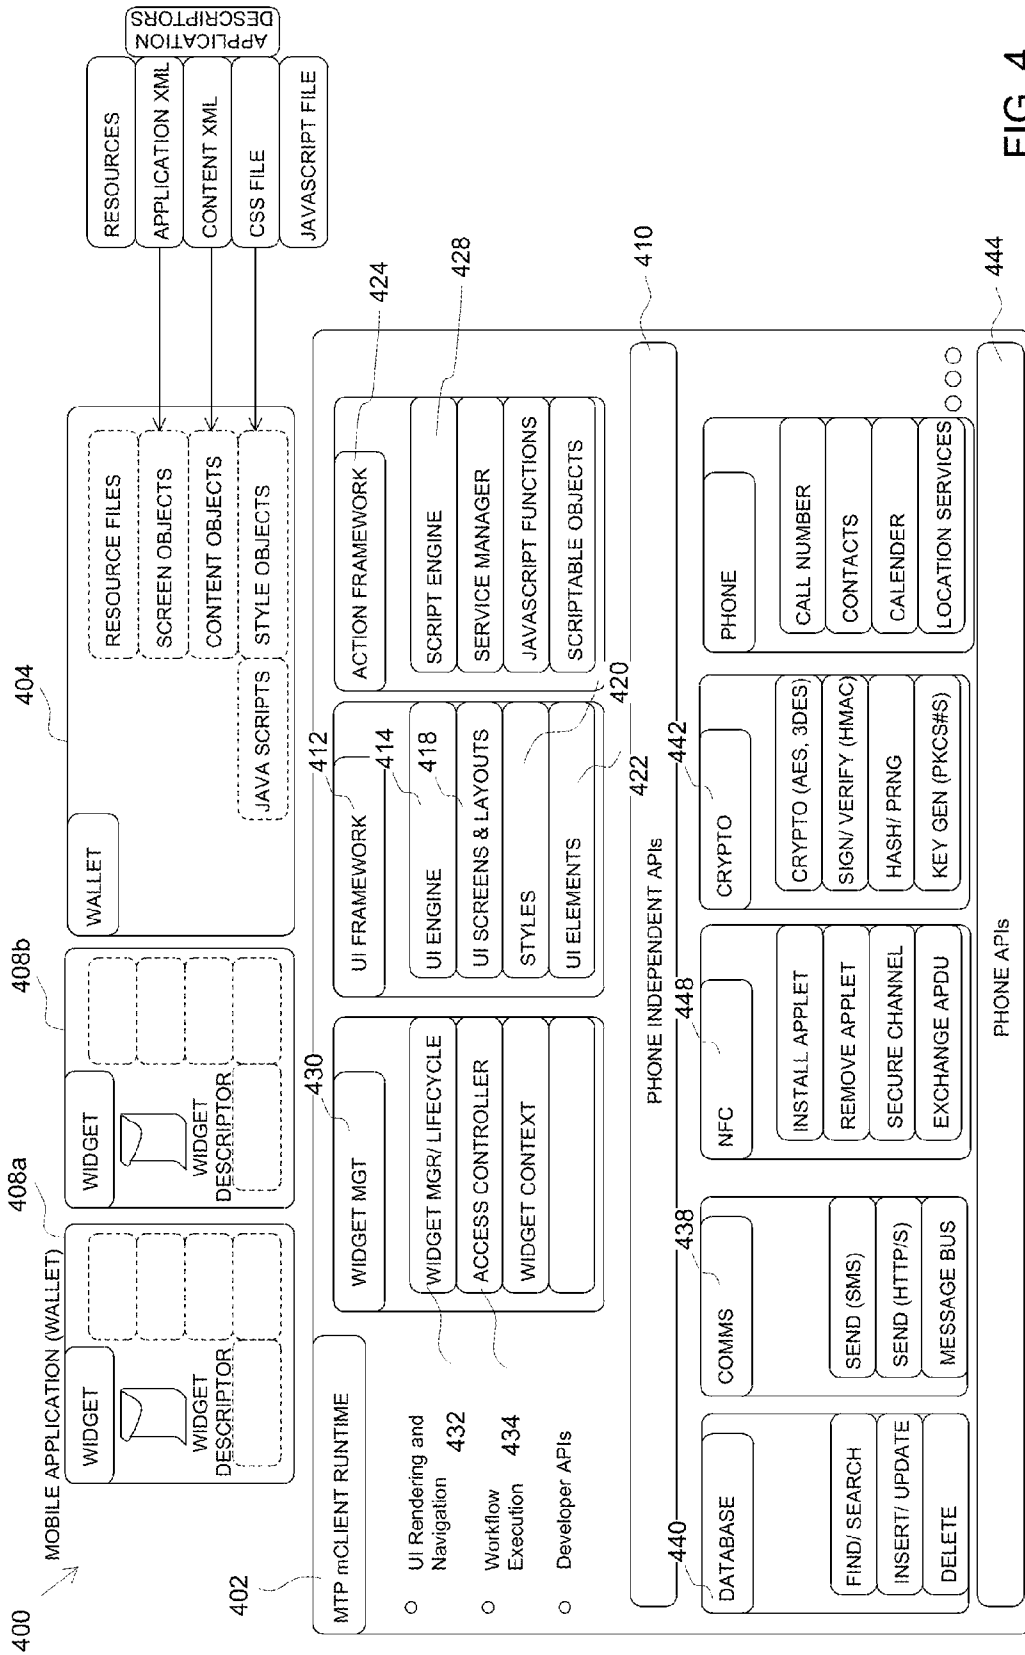 400
MOBILE APPLICATION (WALLET)
408a
WIDGET
WIDGET
DESCRIPTOR
408b
WIDGET
WIDGET
DESCRIPTOR
404
WALLET
RESOURCE FILES
SCREEN OBJECTS
CONTENT OBJECTS
JAVA SCRIPTS
STYLE OBJECTS
RESOURCES
APPLICATION XML
CONTENT XML
CSS FILE
JAVASCRIPT FILE
APPLICATION
DESCRIPTORS
402
MTP mCLIENT RUNTIME
UI Rendering and
Navigation
432
Workflow
Execution
434
Developer APIs
430
WIDGET MGT
WIDGET MGR/ LIFECYCLE
ACCESS CONTROLLER
WIDGET CONTEXT
412
UI FRAMEWORK
414
UI ENGINE
418
UI SCREENS & LAYOUTS
STYLES
420
UI ELEMENTS
422
424
ACTION FRAMEWORK
428
SCRIPT ENGINE
SERVICE MANAGER
JAVASCRIPT FUNCTIONS
SCRIPTABLE OBJECTS
410
PHONE INDEPENDENT APIs
440
DATABASE
FIND/ SEARCH
INSERT/ UPDATE
DELETE
438
COMMS
SEND (SMS)
SEND (HTTP/S)
MESSAGE BUS
448
NFC
INSTALL APPLET
REMOVE APPLET
SECURE CHANNEL
EXCHANGE APDU
442
CRYPTO
CRYPTO (AES, 3DES)
SIGN/ VERIFY (HMAC)
HASH/ PRNG
KEY GEN (PKCS#S)
PHONE
CALL NUMBER
CONTACTS
CALENDER
LOCATION SERVICES
444
PHONE APIs
FIG. 4